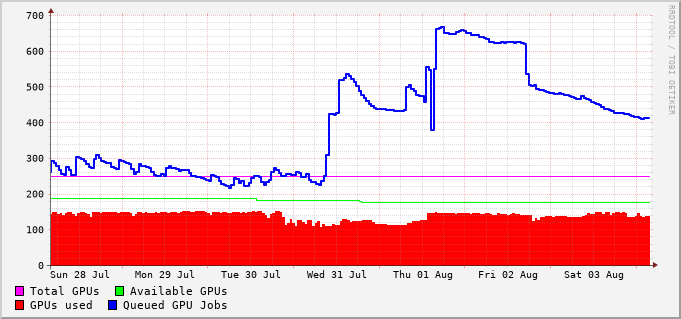 700
600
500
400
300
200
100
0
Sun 28 Jul Mon 29 Jul Tue 30 Jul Wed 31 Jul Thu 01 Aug Fri 02 Aug Sat 03 Aug
Total GPUs Available GPUs
GPUs used Queued GPU Jobs
RRDTOOL / TOBI OETIKER